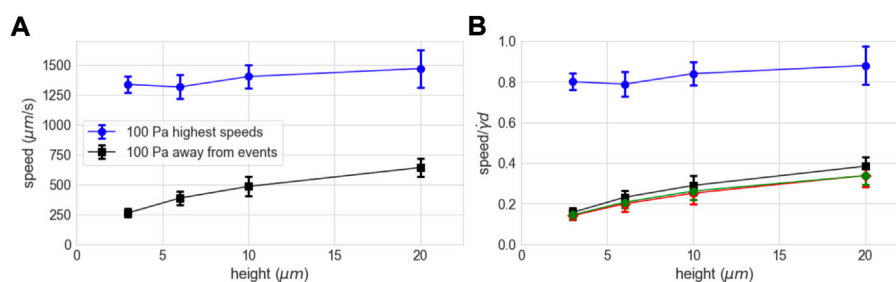 A
1500
1250
1000
750
500
250
0
speed (μm/s)
100 Pa highest speeds
100 Pa away from events
0
5
10
15
20
height (μm)
B
1.0
0.8
0.6
0.4
0.2
0.0
speed/γ̇d
0
5
10
15
20
height (μm)